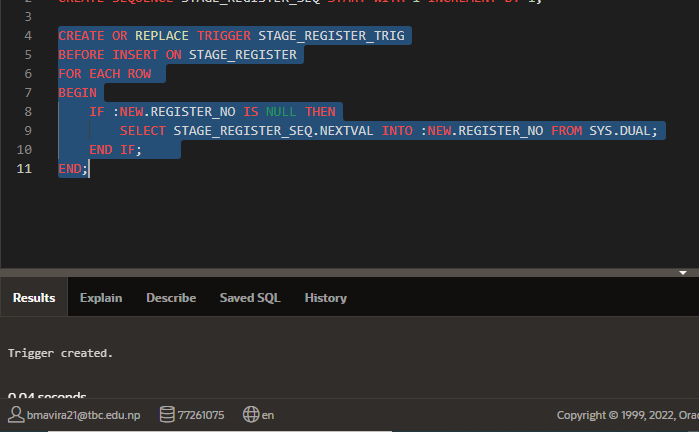 2 CREATE SEQUENCE STAGE_REGISTER_SEQ START WITH 1 INCREMENT BY 1;
3
4 CREATE OR REPLACE TRIGGER STAGE_REGISTER_TRIG
5 BEFORE INSERT ON STAGE_REGISTER
6 FOR EACH ROW
7 BEGIN
8 IF :NEW.REGISTER_NO IS NULL THEN
9 SELECT STAGE_REGISTER_SEQ.NEXTVAL INTO :NEW.REGISTER_NO FROM SYS.DUAL;
10 END IF;
11 END;
Results Explain Describe Saved SQL History
Trigger created.
0.04 seconds
bmavira21@tbc.edu.np 77261075 en Copyright © 1999, 2022, Orac